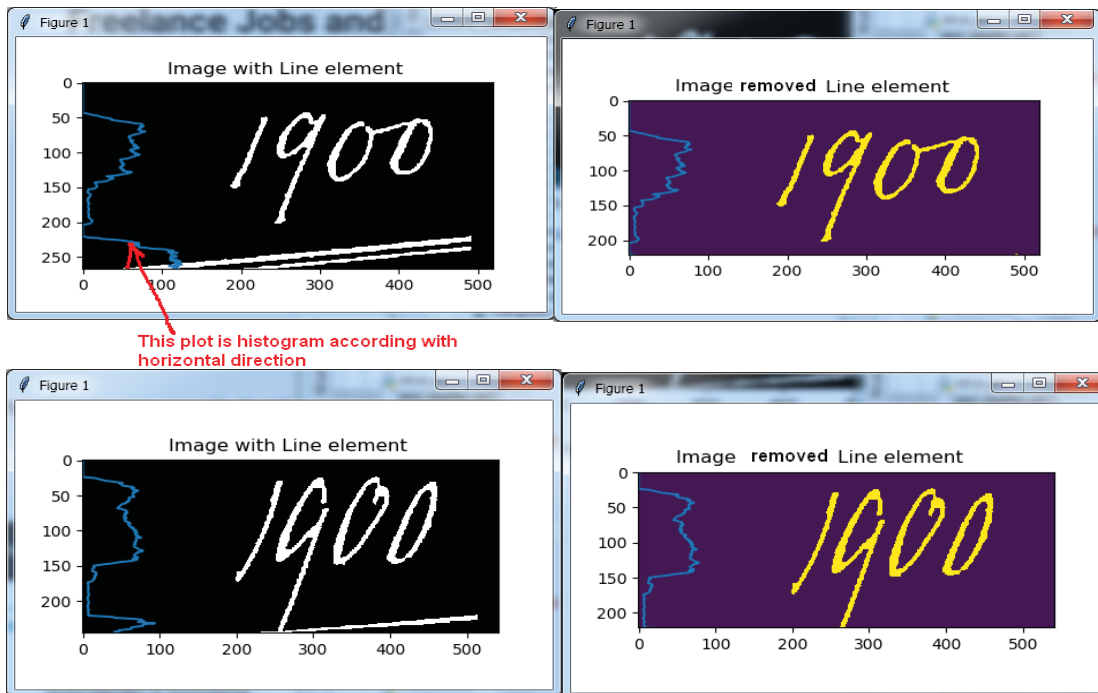 Freelance Jobs and
Figure 1
Figure 1
Image with Line element
Image removed Line element
0
50
100
150
200
250
0 100 200 300 400 500
1900
0
50
100
150
200
0 100 200 300 400 500
1900
This plot is histogram according with
horizontal direction
Figure 1
Figure 1
Image with Line element
Image removed Line element
0
50
100
150
200
0 100 200 300 400 500
1900
0
50
100
150
200
0 100 200 300 400 500
1900